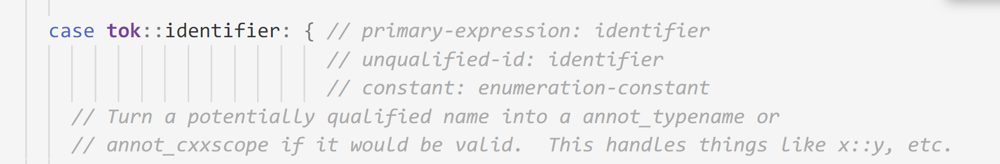 case tok::identifier: { // primary-expression: identifier
// unqualified-id: identifier
// constant: enumeration-constant
// Turn a potentially qualified name into a annot_typename or
// annot_cxxscope if it would be valid.  This handles things like x::y, etc.